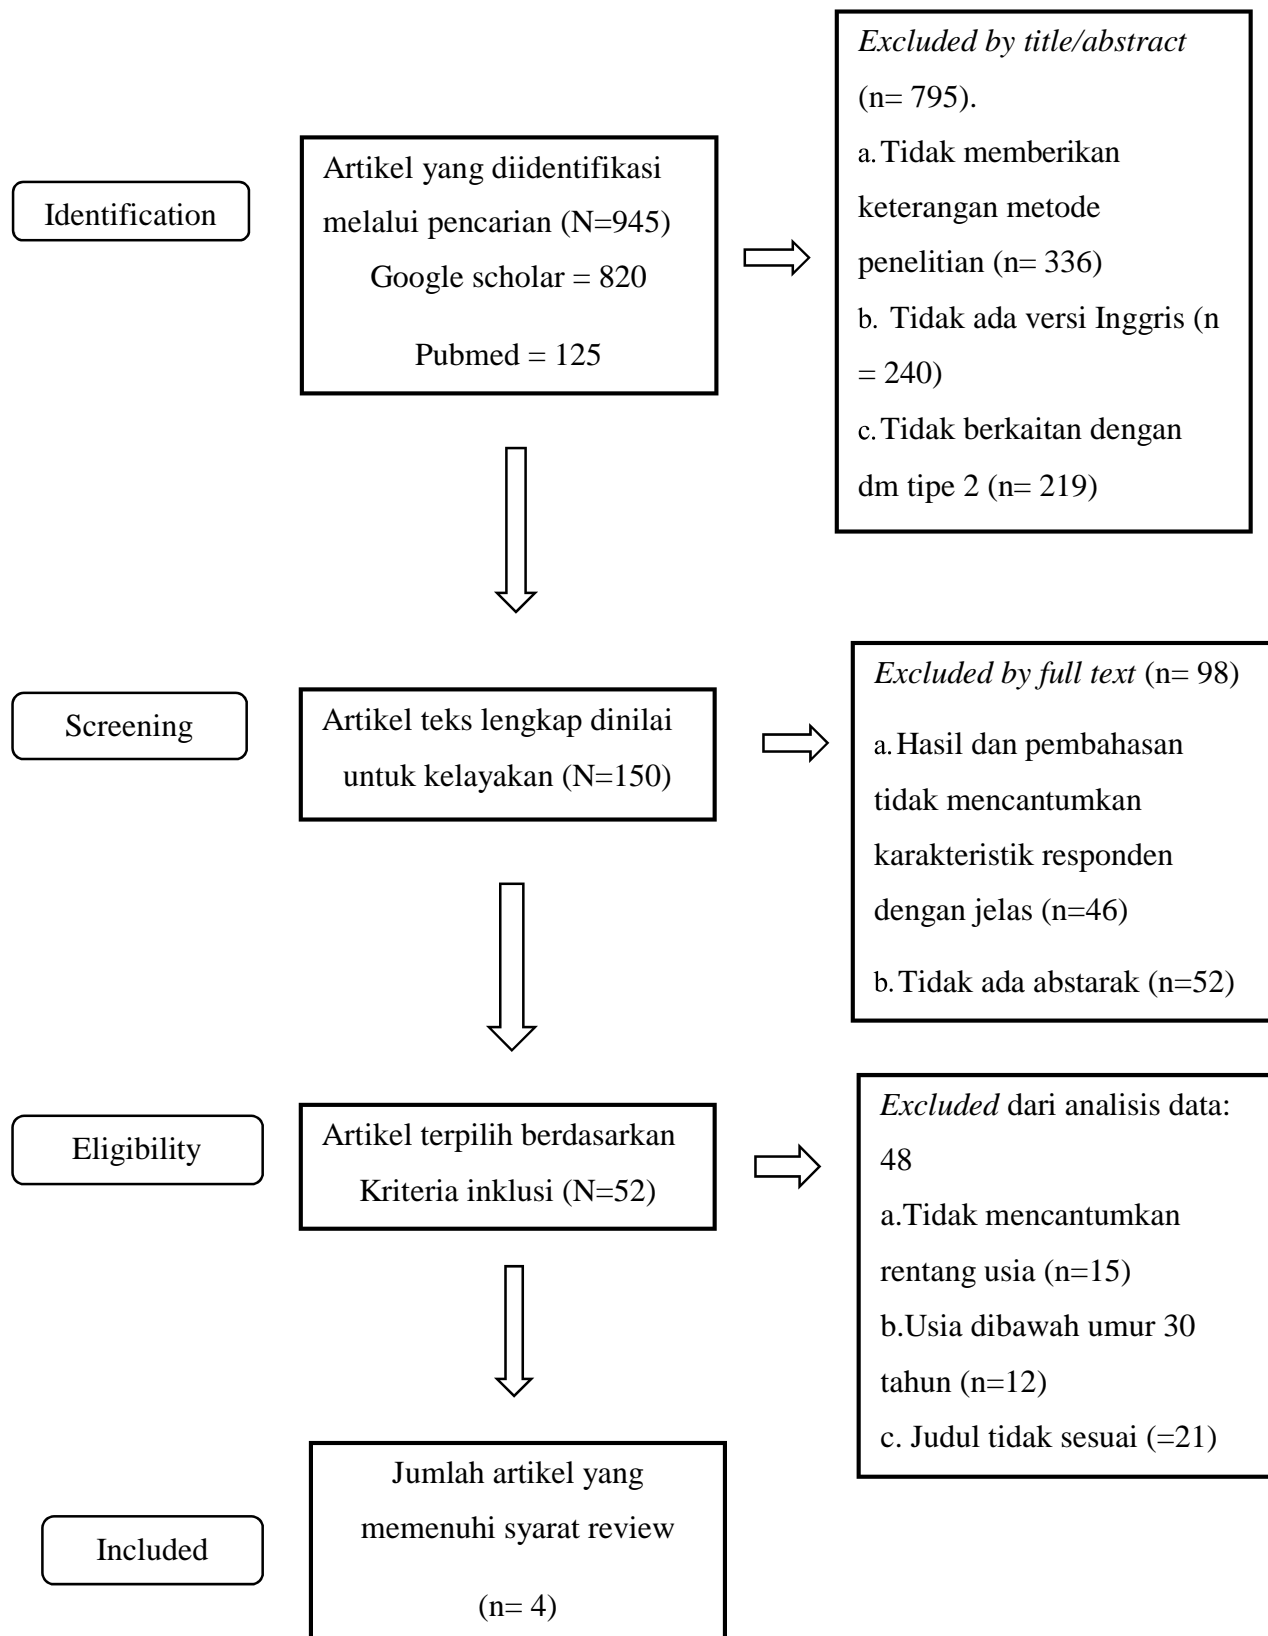 Identification
Artikel yang diidentifikasi
melalui pencarian (N=945)
Google scholar = 820
Pubmed = 125
Excluded by title/abstract
(n= 795).
a. Tidak memberikan
keterangan metode
penelitian (n= 336)
b. Tidak ada versi Inggris (n
= 240)
c. Tidak berkaitan dengan
dm tipe 2 (n= 219)
Screening
Artikel teks lengkap dinilai
untuk kelayakan (N=150)
Excluded by full text (n= 98)
a. Hasil dan pembahasan
tidak mencantumkan
karakteristik responden
dengan jelas (n=46)
b. Tidak ada abstarak (n=52)
Eligibility
Artikel terpilih berdasarkan
Kriteria inklusi (N=52)
Excluded dari analisis data:
48
a.Tidak mencantumkan
rentang usia (n=15)
b.Usia dibawah umur 30
tahun (n=12)
c. Judul tidak sesuai (=21)
Included
Jumlah artikel yang
memenuhi syarat review
(n= 4)